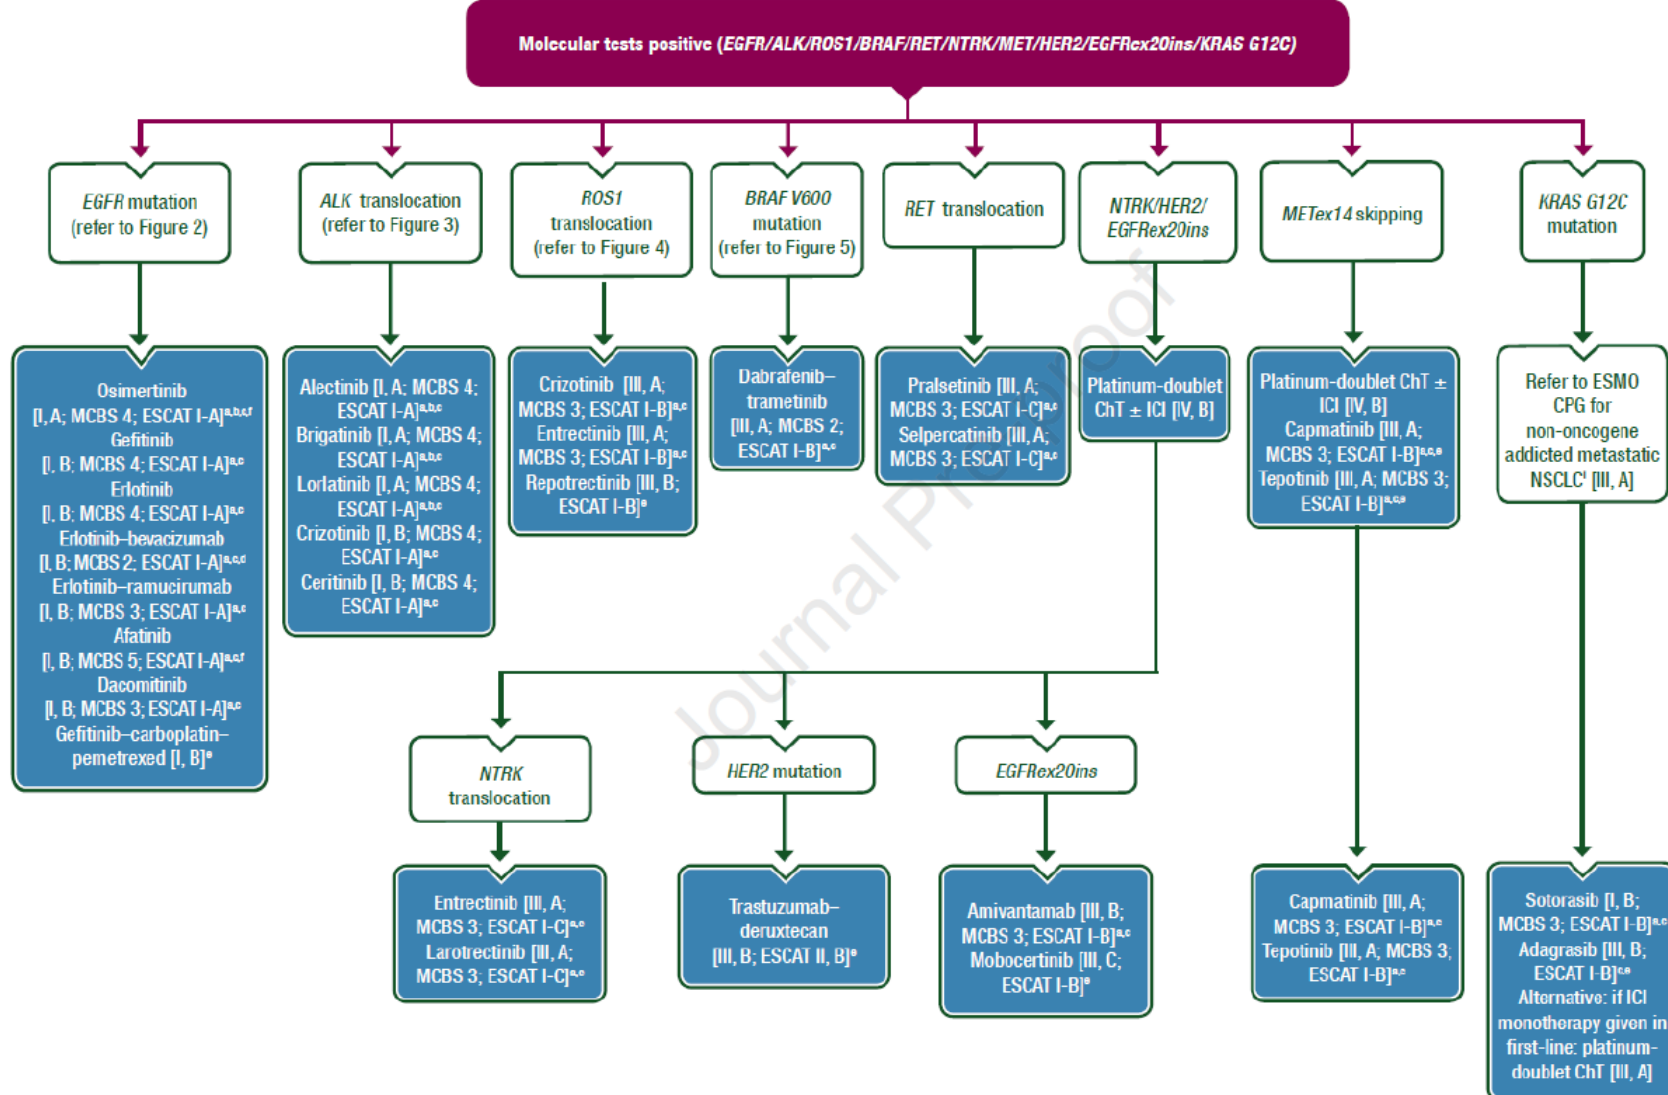 Molecular tests positive (EGFR/ALK/ROS1/BRAF/RET/NTRK/MET/HER2/EGFRex20ins/KRAS G12C)
EGFR mutation
(refer to Figure 2)
ALK translocation
(refer to Figure 3)
ROS1
translocation
(refer to Figure 4)
BRAF V600
mutation
(refer to Figure 5)
RET translocation
NTRK/HER2/
EGFRex20ins
METex14 skipping
KRAS G12C
mutation
Osimertinib
[I, A; MCBS 4; ESCAT I-A]a,b,c,f
Gefitinib
[I, B; MCBS 4; ESCAT I-A]a,c
Erlotinib
[I, B; MCBS 4; ESCAT I-A]a,c
Erlotinib–bevacizumab
[I, B; MCBS 2; ESCAT I-A]a,c,d
Erlotinib–ramucirumab
[I, B; MCBS 3; ESCAT I-A]a,c
Afatinib
[I, B; MCBS 5; ESCAT I-A]a,c,f
Dacomitinib
[I, B; MCBS 3; ESCAT I-A]a,c
Gefitinib–carboplatin–
pemetrexed [I, B]e
Alectinib [I, A; MCBS 4;
ESCAT I-A]a,b,c
Brigatinib [I, A; MCBS 4;
ESCAT I-A]a,b,c
Lorlatinib [I, A; MCBS 4;
ESCAT I-A]a,b,c
Crizotinib [I, B; MCBS 4;
ESCAT I-A]a,c
Ceritinib [I, B; MCBS 4;
ESCAT I-A]a,c
Crizotinib [III, A;
MCBS 3; ESCAT I-B]a,c
Entrectinib [III, A;
MCBS 3; ESCAT I-B]a,c
Repotrectinib [III, B;
ESCAT I-B]e
Dabrafenib–
trametinib
[III, A; MCBS 2;
ESCAT I-B]a,c
Pralsetinib [III, A;
MCBS 3; ESCAT I-C]a,c
Selpercatinib [III, A;
MCBS 3; ESCAT I-C]a,c
Platinum-doublet
ChT ± ICI [IV, B]
Platinum-doublet ChT ±
ICI [IV, B]
Capmatinib [III, A;
MCBS 3; ESCAT I-B]a,c,e
Tepotinib [III, A; MCBS 3;
ESCAT I-B]a,c,e
Refer to ESMO
CPG for
non-oncogene
addicted metastatic
NSCLC [III, A]
Journal Pre-proof
NTRK
translocation
HER2 mutation
EGFRex20ins
Entrectinib [III, A;
MCBS 3; ESCAT I-C]a,c
Larotrectinib [III, A;
MCBS 3; ESCAT I-C]a,c
Trastuzumab–
deruxtecan
[III, B; ESCAT II, B]e
Amivantamab [III, B;
MCBS 3; ESCAT I-B]a,c
Mobocertinib [III, C;
ESCAT I-B]e
Capmatinib [III, A;
MCBS 3; ESCAT I-B]a,c
Tepotinib [III, A; MCBS 3;
ESCAT I-B]a,c
Sotorasib [I, B;
MCBS 3; ESCAT I-B]a,c
Adagrasib [III, B;
ESCAT I-B]c,e
Alternative: if ICI
monotherapy given in
first-line: platinum-
doublet ChT [III, A]